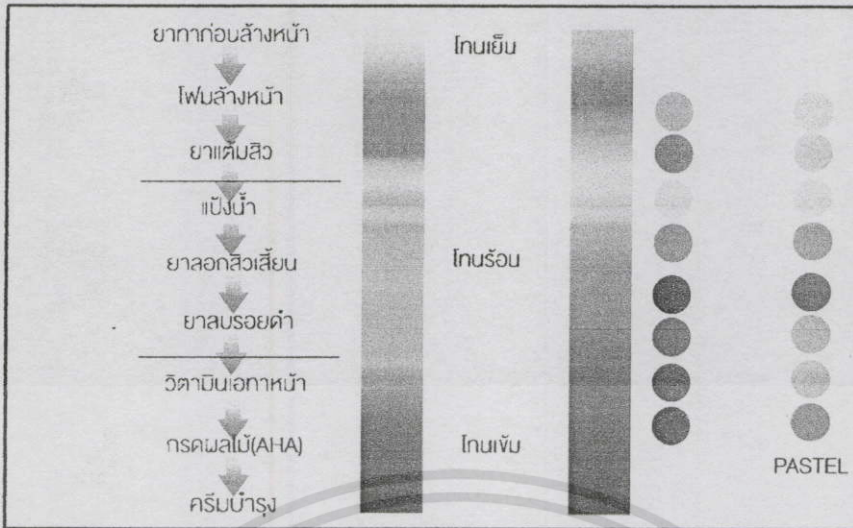 ยาทาก่อนล้างหน้า
โฟมล้างหน้า
ยาแต้มสิว
แป้งน้ำ
ยาลอกสิวเสี้ยน
ยาลบรอยดำ
วิตามินเอทาหน้า
กรดผลไม้(AHA)
ครีมบำรุง
โทนเย็น
โทนร้อน
โทนเข้ม
PASTEL